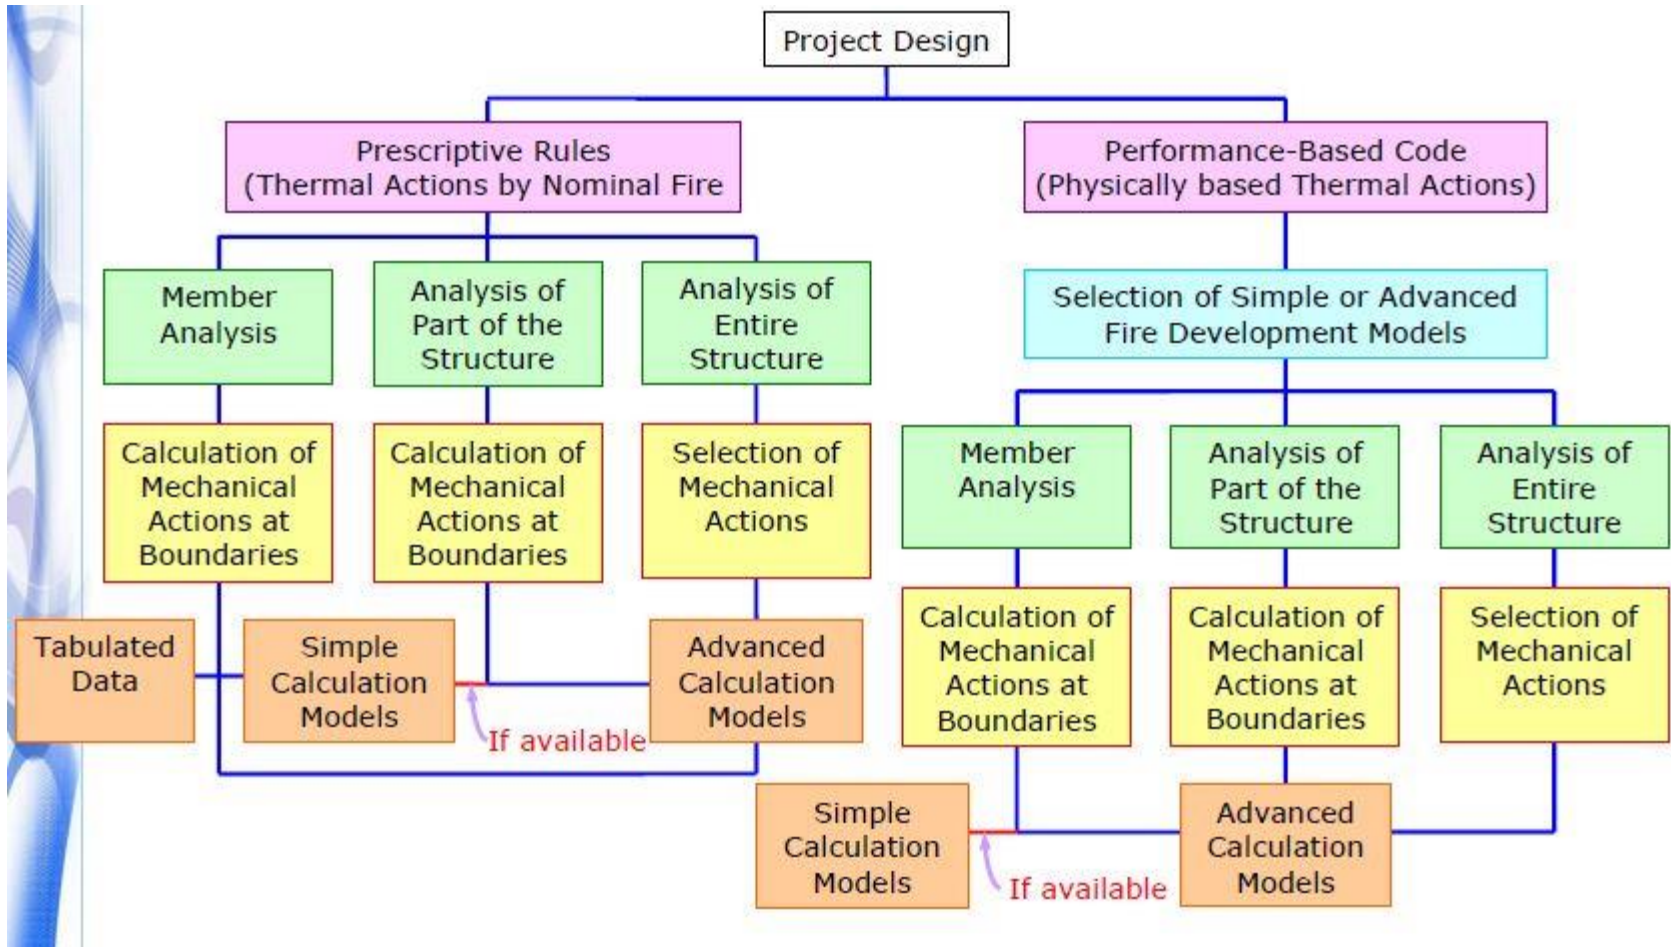 Project Design
Prescriptive Rules
(Thermal Actions by Nominal Fire
Performance-Based Code
(Physically based Thermal Actions)
Member
Analysis
Analysis of
Part of the
Structure
Analysis of
Entire
Structure
Selection of Simple or Advanced
Fire Development Models
Calculation of
Mechanical
Actions at
Boundaries
Calculation of
Mechanical
Actions at
Boundaries
Selection of
Mechanical
Actions
Member
Analysis
Analysis of
Part of the
Structure
Analysis of
Entire
Structure
Tabulated
Data
Simple
Calculation
Models
If available
Advanced
Calculation
Models
Calculation of
Mechanical
Actions at
Boundaries
Calculation of
Mechanical
Actions at
Boundaries
Selection of
Mechanical
Actions
Simple
Calculation
Models
If available
Advanced
Calculation
Models